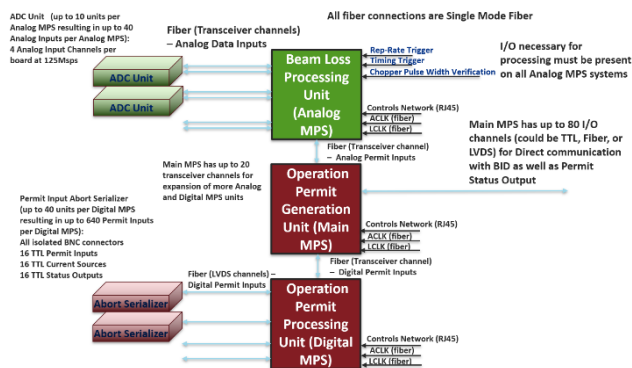 ADC Unit (up to 10 units per
Analog MPS resulting in up to 40
Analog Inputs per Analog MPS):
4 Analog Input Channels per
board at 125Msps
Fiber (Transceiver channels)
– Analog Data Inputs
All fiber connections are Single Mode Fiber
ADC Unit
ADC Unit
Beam Loss
Processing
Unit
(Analog
MPS)
Rep-Rate Trigger
Timing Trigger
Chopper Pulse Width Verification
Controls Network (RJ45)
ACLK (fiber)
LCLK (fiber)
I/O necessary for
processing must be present
on all Analog MPS systems
Fiber (Transceiver channel)
– Analog Permit Inputs
Main MPS has up to 20
transceiver channels for
expansion of more Analog
and Digital MPS units
Main MPS has up to 80 I/O
channels (could be TTL, Fiber, or
LVDS) for Direct communication
with BID as well as Permit
Status Output
Operation
Permit
Generation
Unit (Main
MPS)
Controls Network (RJ45)
ACLK (fiber)
LCLK (fiber)
Permit Input Abort Serializer
(up to 40 units per Digital MPS
resulting in up to 640 Permit Inputs
per Digital MPS):
All isolated BNC connectors
16 TTL Permit Inputs
16 TTL Current Sources
16 TTL Status Outputs
Fiber (Transceiver channel)
– Digital Permit Inputs
Fiber (LVDS channels) –
Digital Permit Inputs
Abort Serializer
Abort Serializer
Operation
Permit
Processing
Unit (Digital
MPS)
Controls Network (RJ45)
ACLK (fiber)
LCLK (fiber)